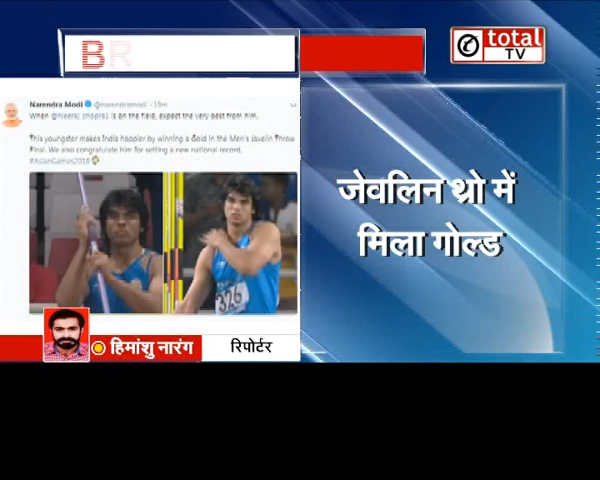 BR
total
TV
Narendra Modi @narendramodi · 19m
When @Neeraj_chopra1 is on the field, expect the very best from him.
This youngster makes India happier by winning a Gold in the Men's Javelin Throw
Final. We also congratulate him for setting a new national record.
#AsianGames2018
326
जेवलिन थ्रो में
मिला गोल्ड
हिमांशु नारंग
रिपोर्टर